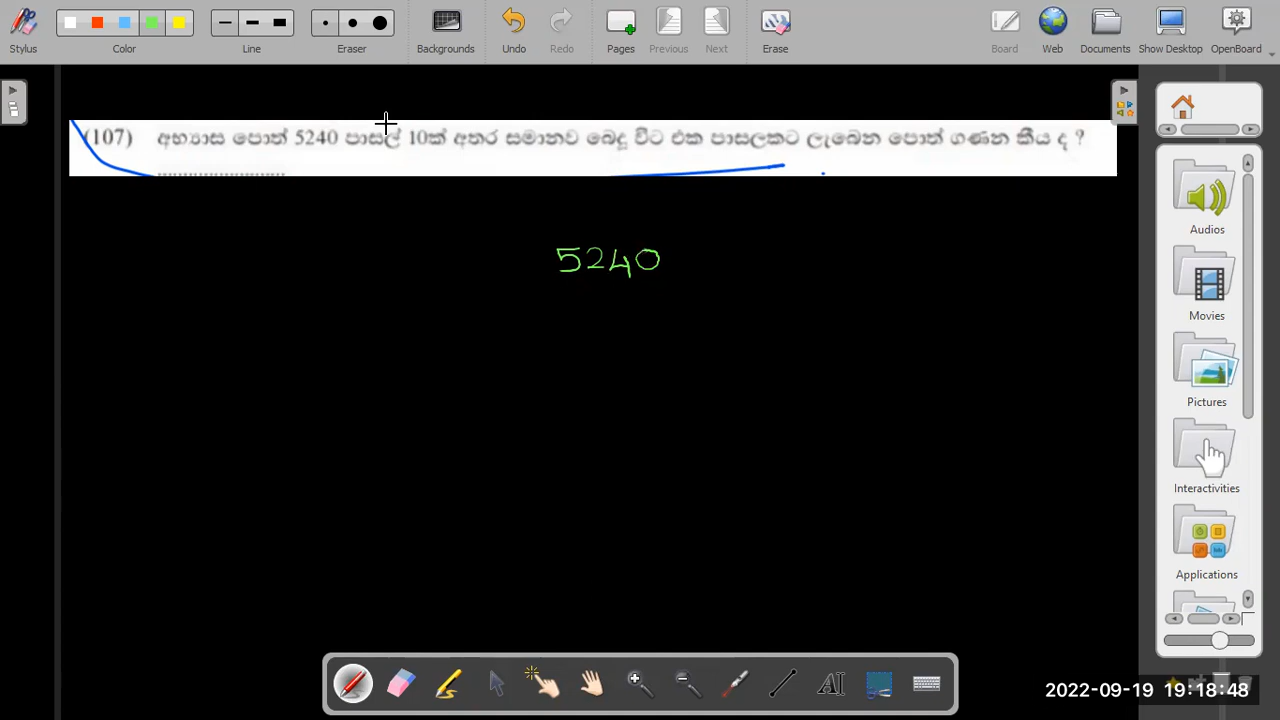 Stylus
Color
Line
Eraser
Backgrounds
Undo
Redo
Pages
Previous
Next
Erase
Board
Web
Documents
Show Desktop
OpenBoard
(107) අභ්‍යාස පොත් 5240 පාසල් 10ක් අතර සමානව බෙදූ විට එක පාසලකට ලැබෙන පොත් ගණන කීය ද ?
........................
5240
Audios
Movies
Pictures
Interactivities
Applications
2022-09-19 19:18:48